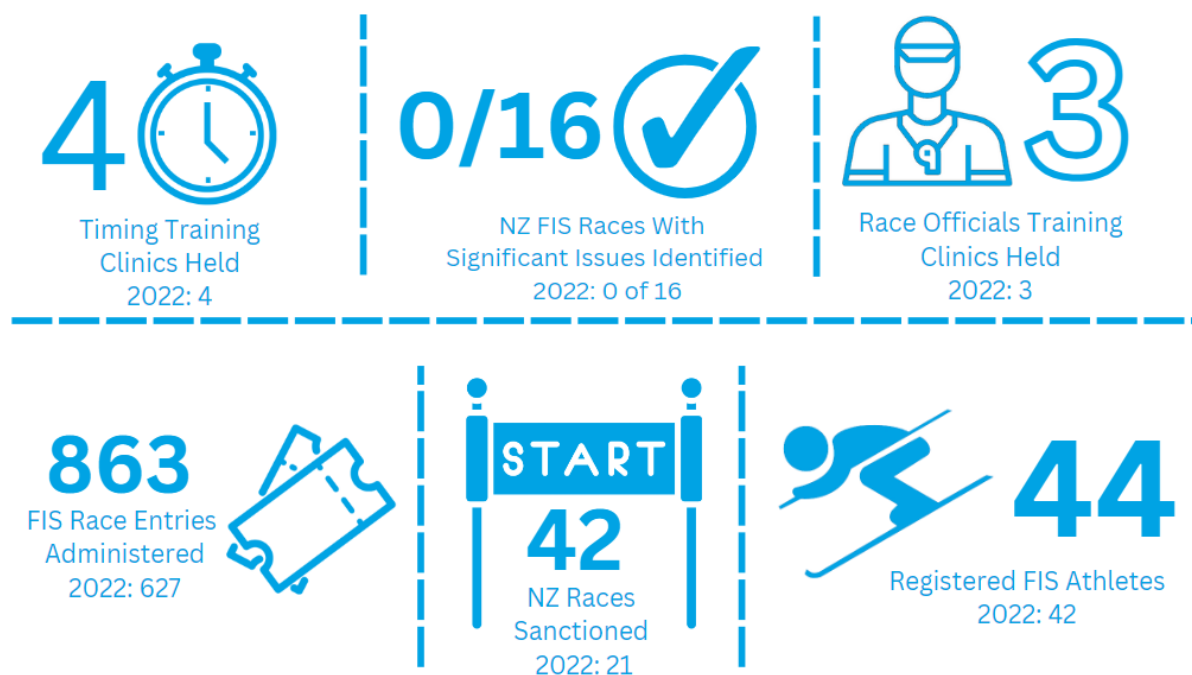 4
Timing Training
Clinics Held
2022: 4
0/16
NZ FIS Races With
Significant Issues Identified
2022: 0 of 16
3
Race Officials Training
Clinics Held
2022: 3
863
FIS Race Entries
Administered
2022: 627
START
42
NZ Races
Sanctioned
2022: 21
44
Registered FIS Athletes
2022: 42